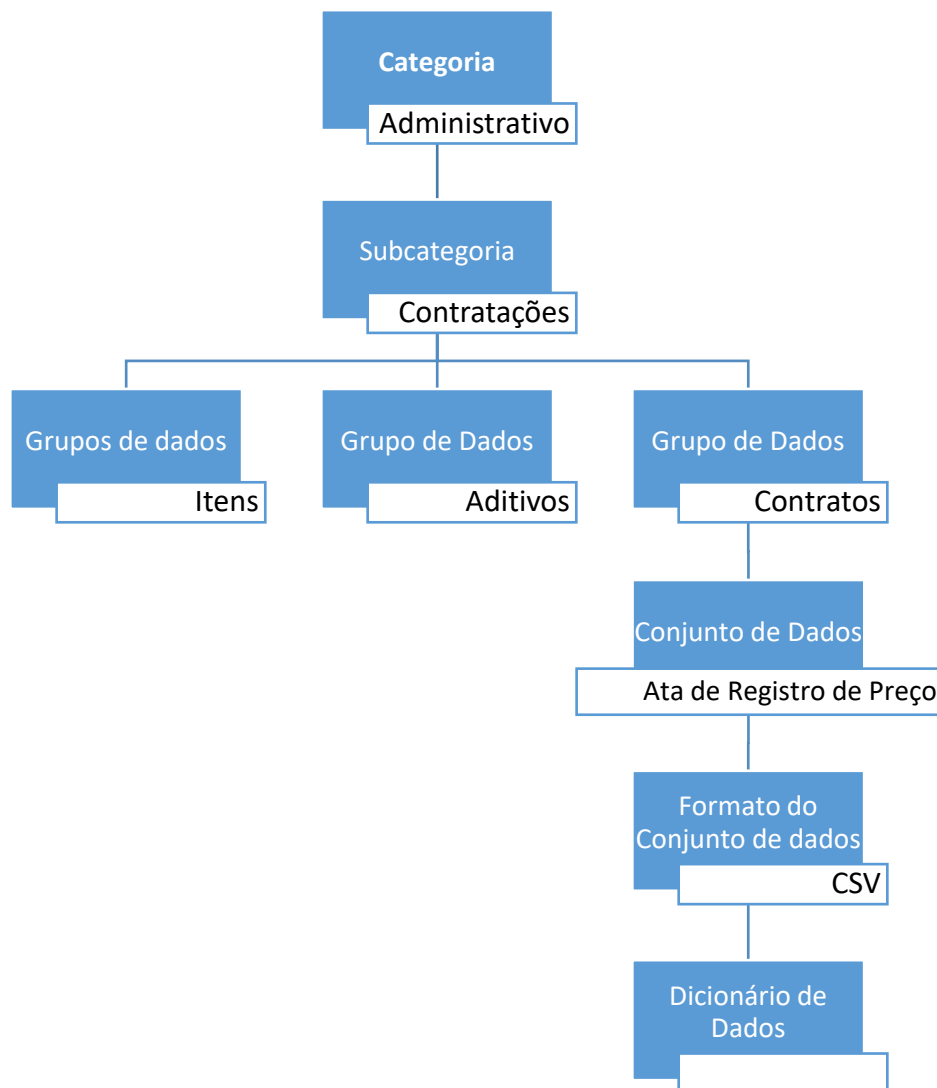 Categoria
Administrativo
Subcategoria
Contratações
Grupos de dados
Itens
Grupo de Dados
Aditivos
Grupo de Dados
Contratos
Conjunto de Dados
Ata de Registro de Preço
Formato do
Conjunto de dados
CSV
Dicionário de
Dados